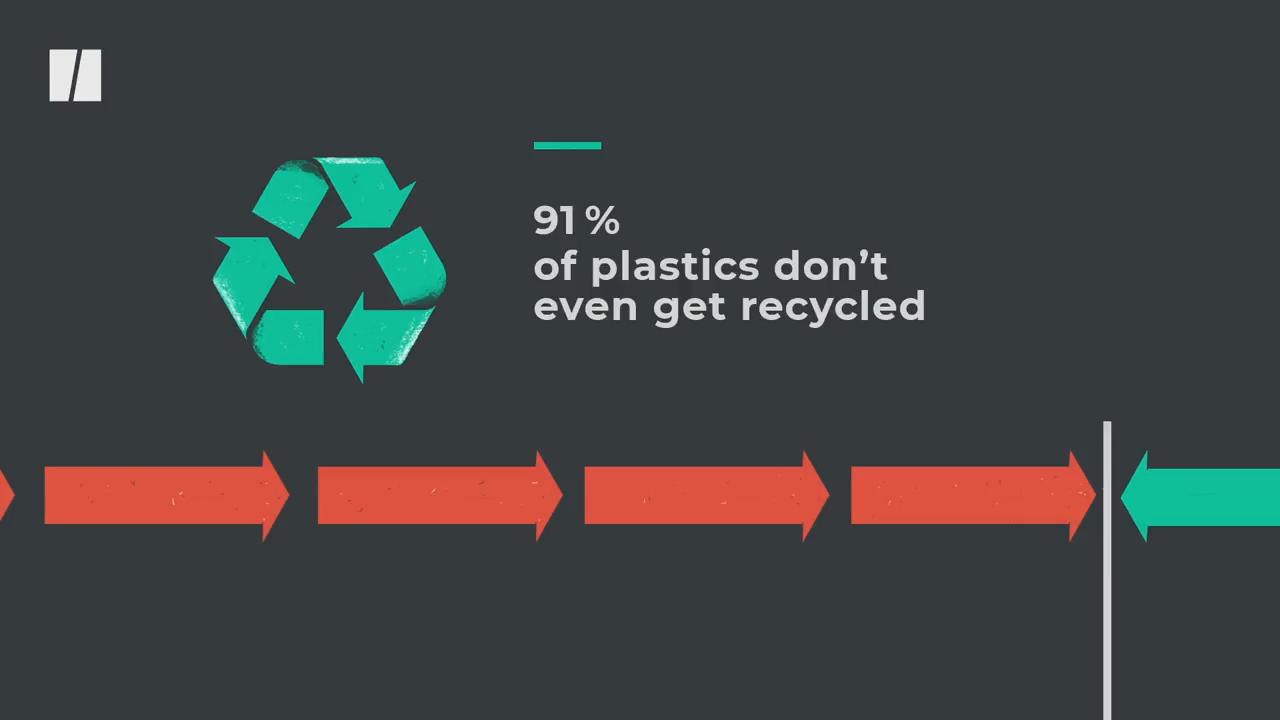 91 %
of plastics don’t
even get recycled